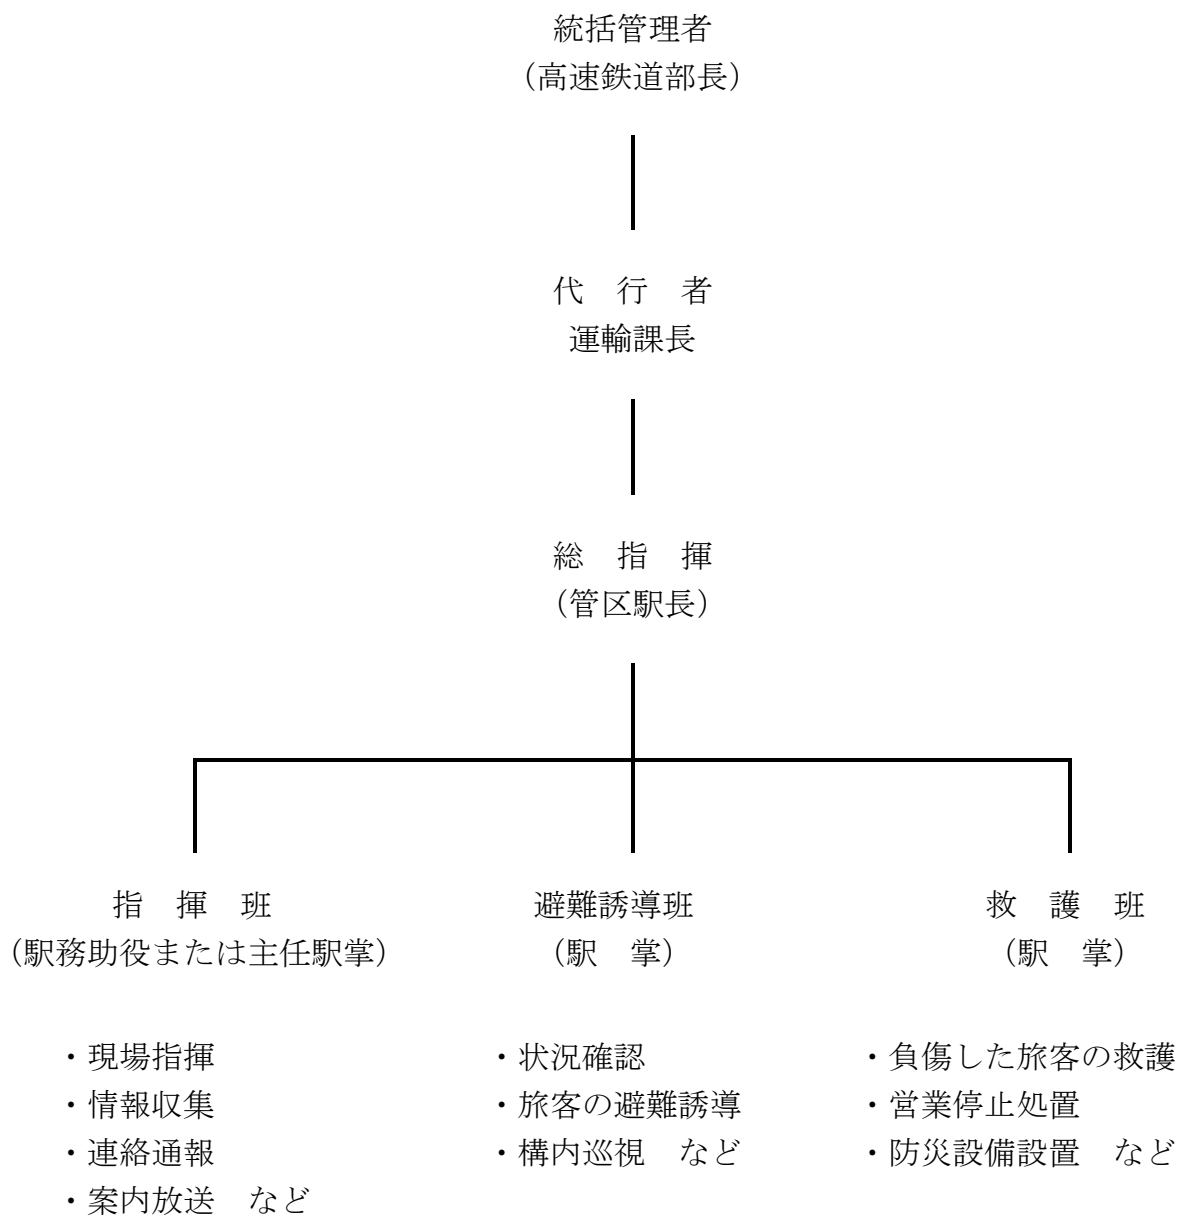 統括管理者
（高速鉄道部長）
代　行　者
運輸課長
総　指　揮
（管区駅長）
指　揮　班
（駅務助役または主任駅掌）
・現場指揮
・情報収集
・連絡通報
・案内放送　など
避難誘導班
（駅　掌）
・状況確認
・旅客の避難誘導
・構内巡視　など
救　護　班
（駅　掌）
・負傷した旅客の救護
・営業停止処置
・防災設備設置　など